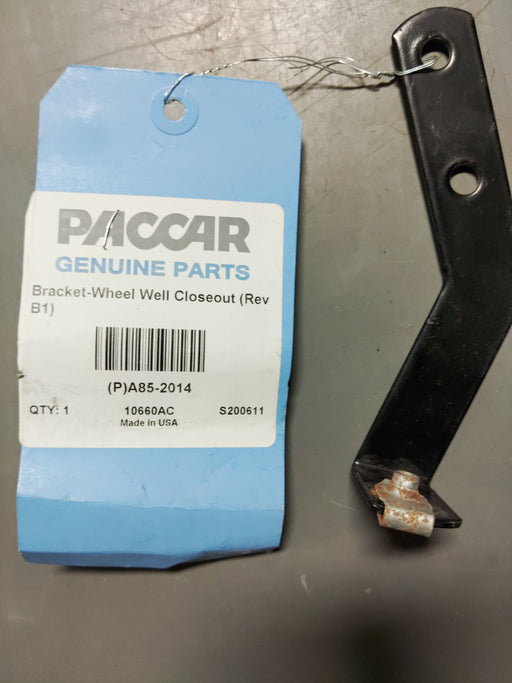 PACCAR
GENUINE PARTS
Bracket-Wheel Well Closeout (Rev
B1)
(P)A85-2014
QTY: 1 10660AC S200611
Made in USA